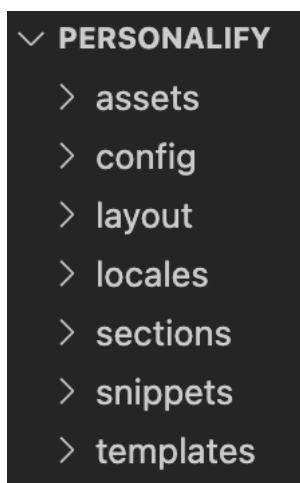 PERSONALIFY
assets
config
layout
locales
sections
snippets
templates